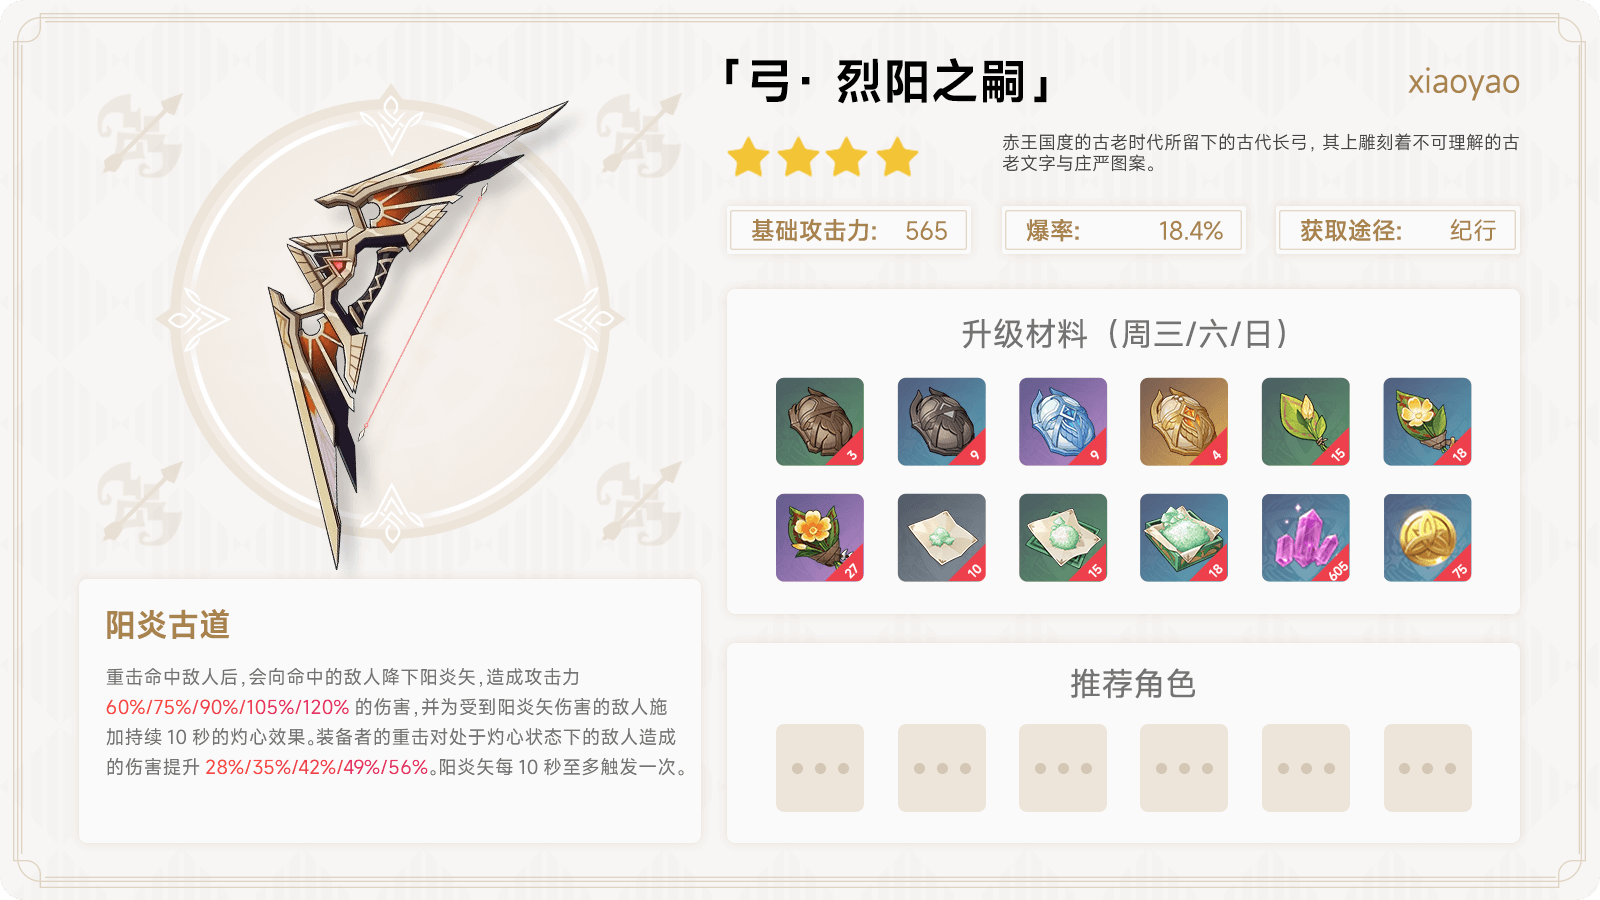 「弓· 烈阳之嗣」
xiaoyao
赤王国度的古老时代所留下的古代长弓, 其上雕刻着不可理解的古
老文字与庄严图案。
基础攻击力: 565
爆率: 18.4%
获取途径: 纪行
升级材料（周三/六/日）
3 9 9 4 15 18
27 10 15 18 605 75
阳炎古道
重击命中敌人后,会向命中的敌人降下阳炎矢,造成攻击力
60%/75%/90%/105%/120% 的伤害,并为受到阳炎矢伤害的敌人施
加持续 10 秒的灼心效果。装备者的重击对处于灼心状态下的敌人造成
的伤害提升 28%/35%/42%/49%/56%。阳炎矢每 10 秒至多触发一次。
推荐角色